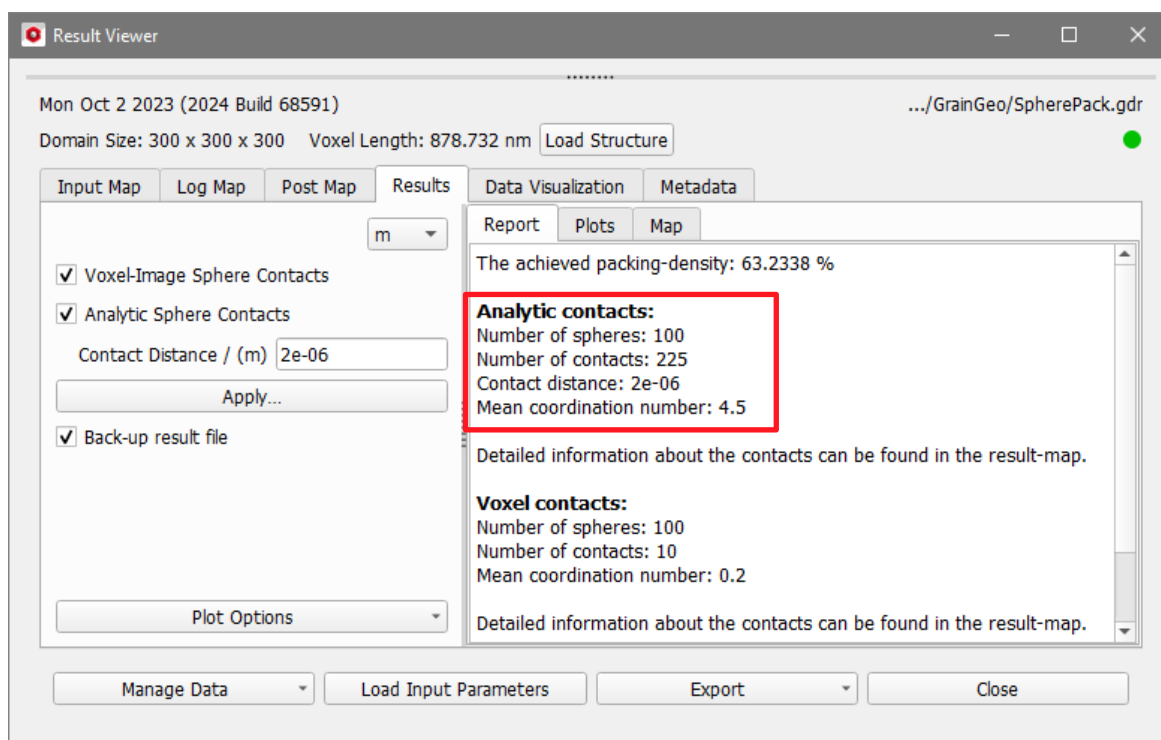 Result Viewer
Mon Oct 2 2023 (2024 Build 68591)
.../GrainGeo/SpherePack.gdr
Domain Size: 300 x 300 x 300 Voxel Length: 878.732 nm Load Structure
Input Map Log Map Post Map Results Data Visualization Metadata
m
Voxel-Image Sphere Contacts
Analytic Sphere Contacts
Contact Distance / (m) 2e-06
Apply...
Back-up result file
Plot Options
Report Plots Map
The achieved packing-density: 63.2338 %
Analytic contacts:
Number of spheres: 100
Number of contacts: 225
Contact distance: 2e-06
Mean coordination number: 4.5
Detailed information about the contacts can be found in the result-map.
Voxel contacts:
Number of spheres: 100
Number of contacts: 10
Mean coordination number: 0.2
Detailed information about the contacts can be found in the result-map.
Manage Data Load Input Parameters Export Close